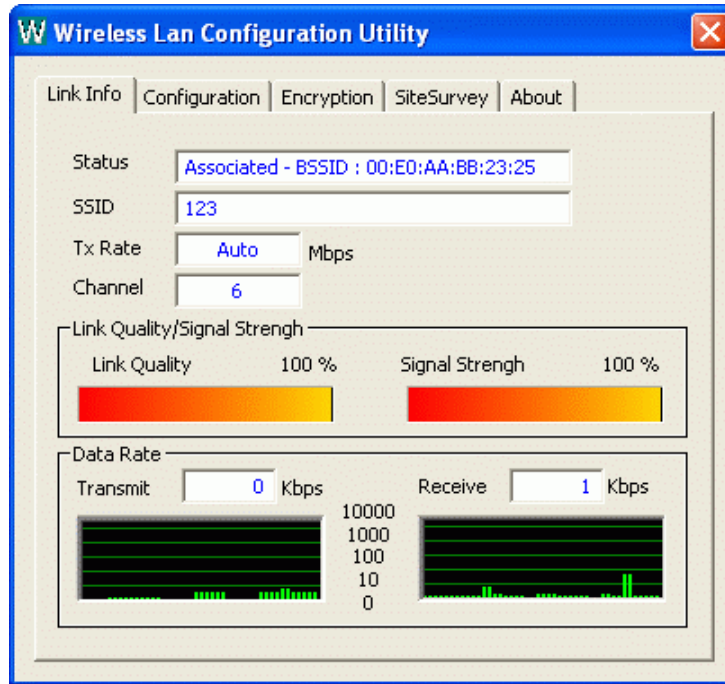 W Wireless Lan Configuration Utility
Link Info Configuration Encryption SiteSurvey About
Status Associated - BSSID : 00:E0:AA:BB:23:25
SSID 123
Tx Rate Auto Mbps
Channel 6
Link Quality/Signal Strengh
Link Quality 100 % Signal Strengh 100 %
Data Rate
Transmit 0 Kbps Receive 1 Kbps
10000
1000
100
10
0